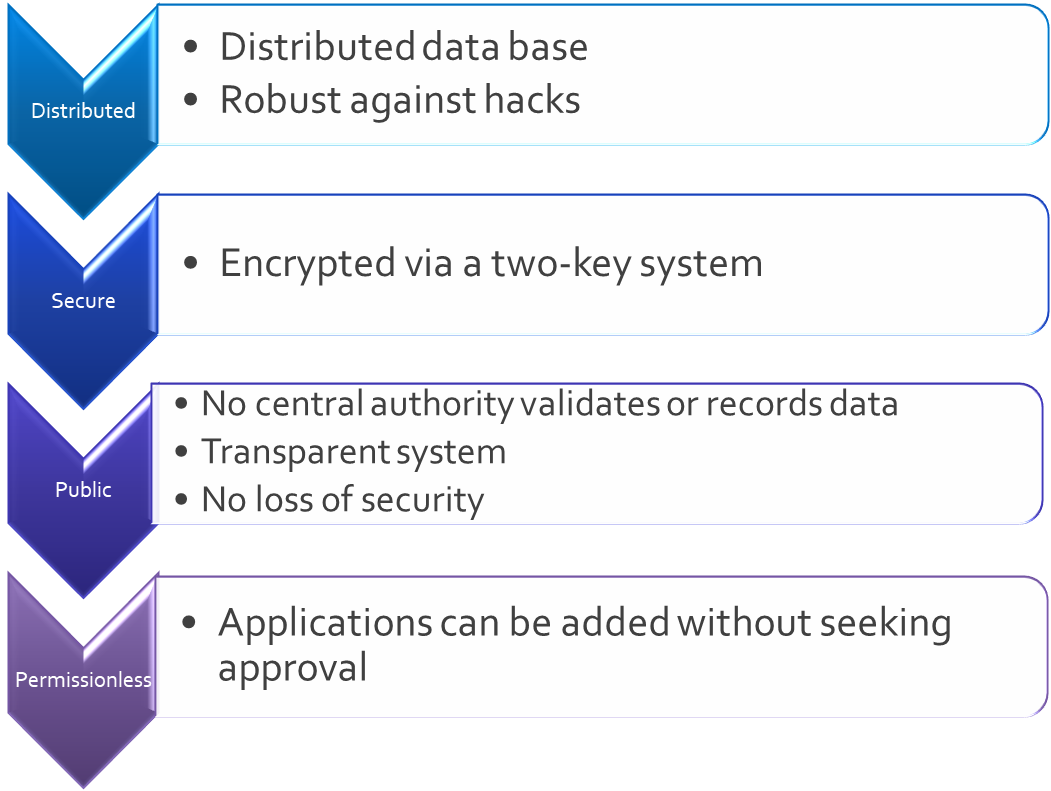 Distributed
• Distributed data base
• Robust against hacks
Secure
• Encrypted via a two-key system
Public
• No central authority validates or records data
• Transparent system
• No loss of security
Permissionless
• Applications can be added without seeking
approval